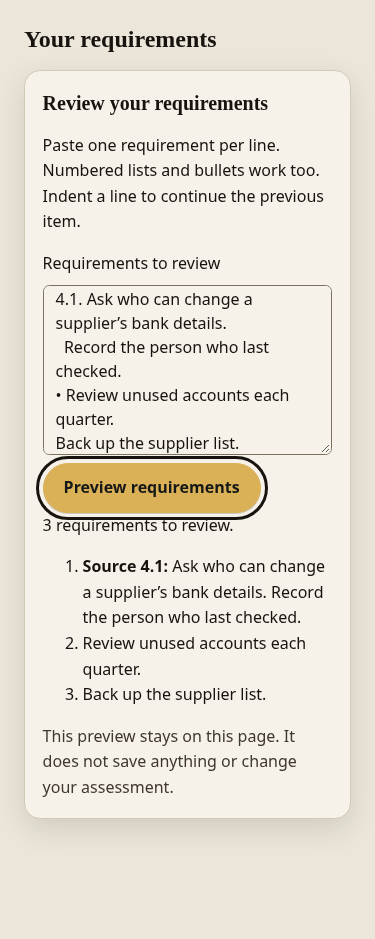 Your requirements
Review your requirements
Paste one requirement per line.
Numbered lists and bullets work too.
Indent a line to continue the previous
item.
Requirements to review
4.1. Ask who can change a
supplier’s bank details.
  Record the person who last
checked.
• Review unused accounts each
quarter.
Back up the supplier list.
Preview requirements
3 requirements to review.
1. Source 4.1: Ask who can change
a supplier’s bank details. Record
the person who last checked.
2. Review unused accounts each
quarter.
3. Back up the supplier list.
This preview stays on this page. It
does not save anything or change
your assessment.